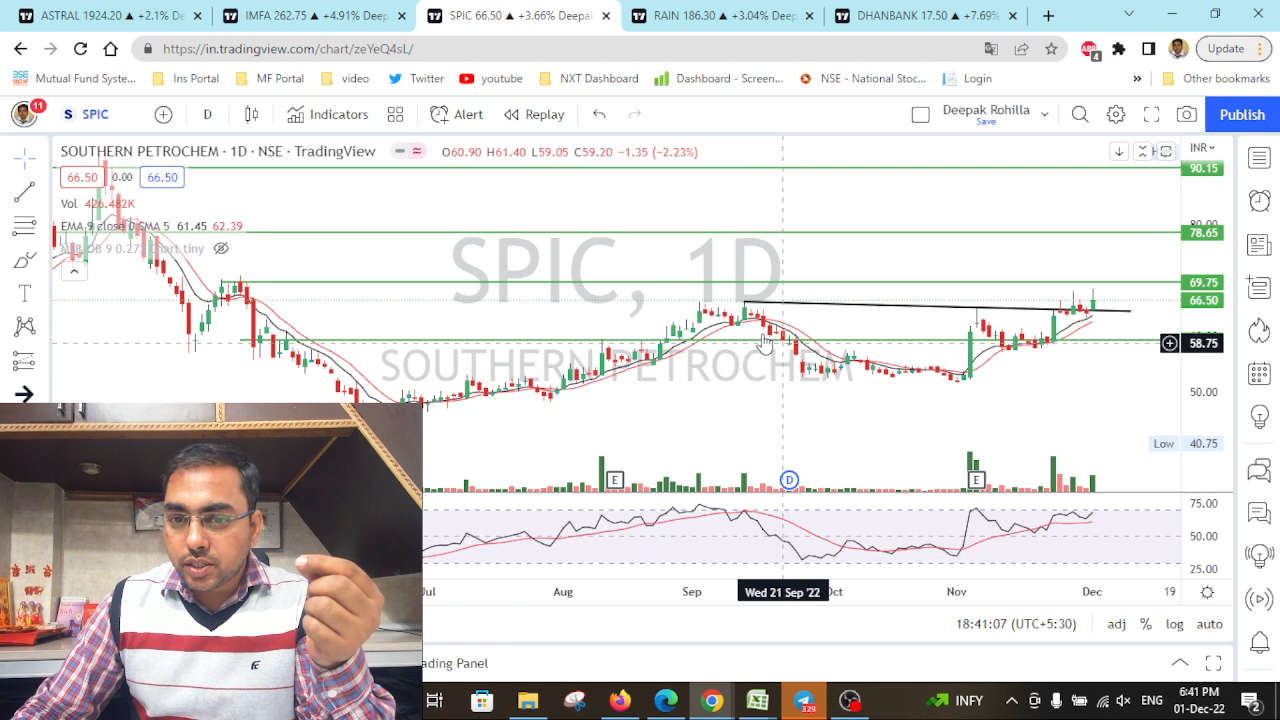 ASTRAL 1924.20 ▲ +2.1% De
IMFA 262.75 ▲ +4.91% Deep
SPIC 66.50 ▲ +3.66% Deepak
RAIN 186.30 ▲ +3.04% Deep
DHANBANK 17.50 ▲ +7.69%
https://in.tradingview.com/chart/zeYeQ4sL/
4
Update
Mutual Fund Syste...
Ins Portal
MF Portal
video
Twitter
youtube
NXT Dashboard
Dashboard - Screen...
NSE - National Stoc...
Login
»
Other bookmarks
11
S SPIC
D
Indicators
Alert
Replay
Deepak Rohilla
Save
Publish
SOUTHERN PETROCHEM · 1D · NSE · TradingView
O60.90 H61.40 L59.05 C59.20 −1.35 (−2.23%)
INR
66.50 0.00 66.50
90.15
Vol 426.482K
80.00
EMA 9 close 0 SMA 5 61.45 62.39
78.65
SPIC, 1D
SOUTHERN PETROCHEM
69.75
66.50
58.75
50.00
Low 40.75
E
D
E
75.00
50.00
25.00
Jul
Aug
Sep
Wed 21 Sep '22
Oct
Nov
Dec
19
18:41:07 (UTC+5:30)
adj % log auto
ading Panel
329
INFY
ENG
6:41 PM
01-Dec-22
2